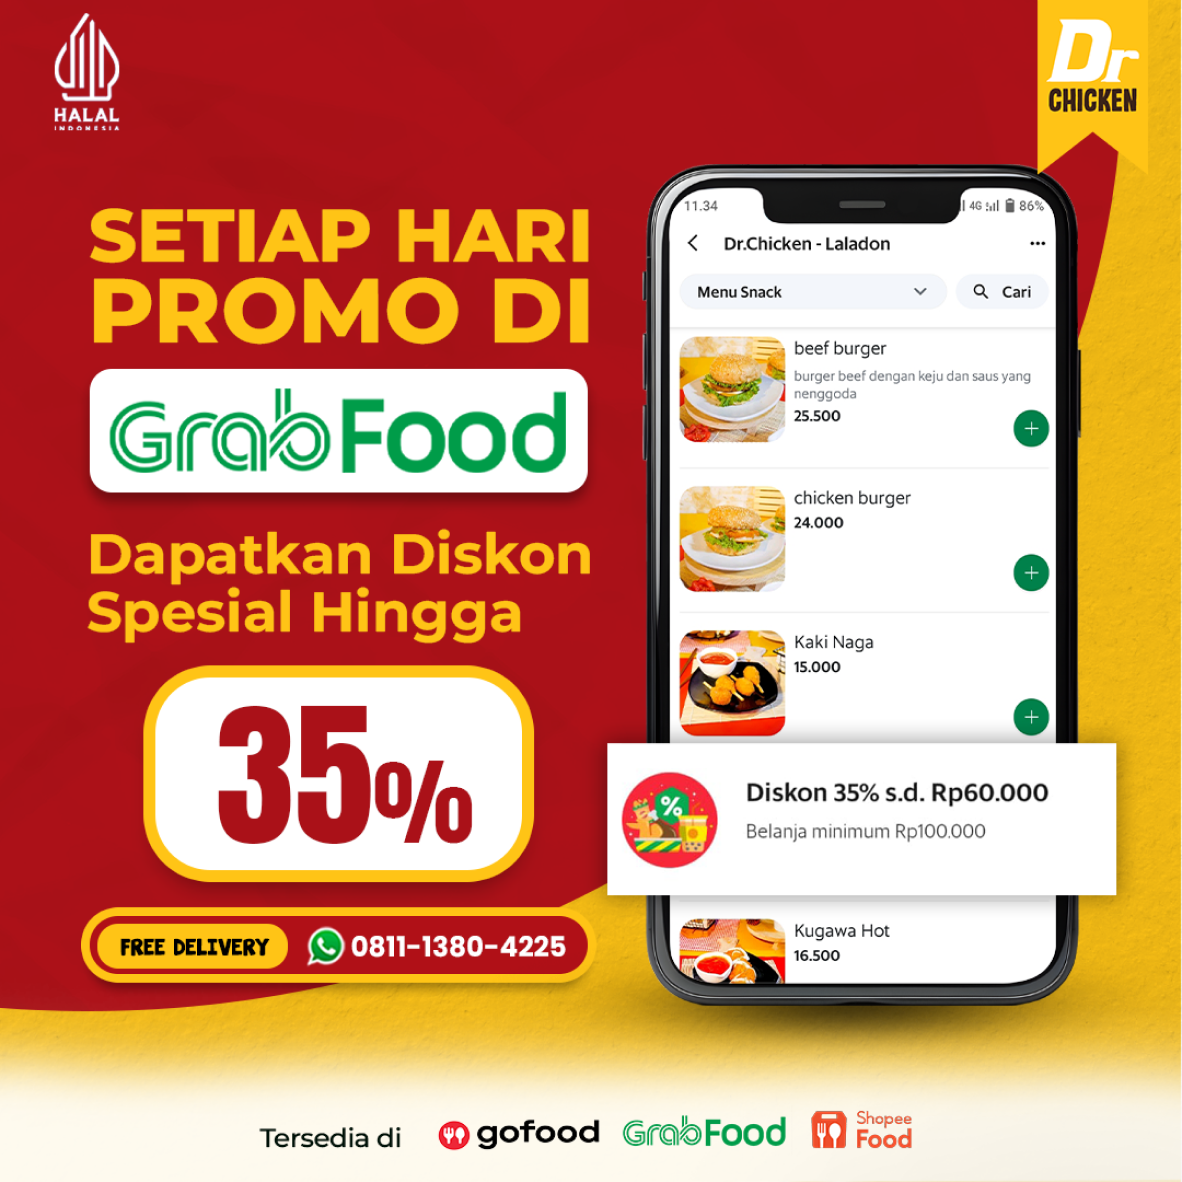 HALAL
INDONESIA
Dr
CHICKEN
SETIAP HARI
PROMO DI
GrabFood
Dapatkan Diskon
Spesial Hingga
35%
FREE DELIVERY 0811-1380-4225
11.34 4G 86%
Dr.Chicken - Laladon
Menu Snack Cari
beef burger
burger beef dengan keju dan saus yang
nenggoda
25.500
chicken burger
24.000
Kaki Naga
15.000
Diskon 35% s.d. Rp60.000
Belanja minimum Rp100.000
Kugawa Hot
16.500
Tersedia di gofood GrabFood Shopee
Food